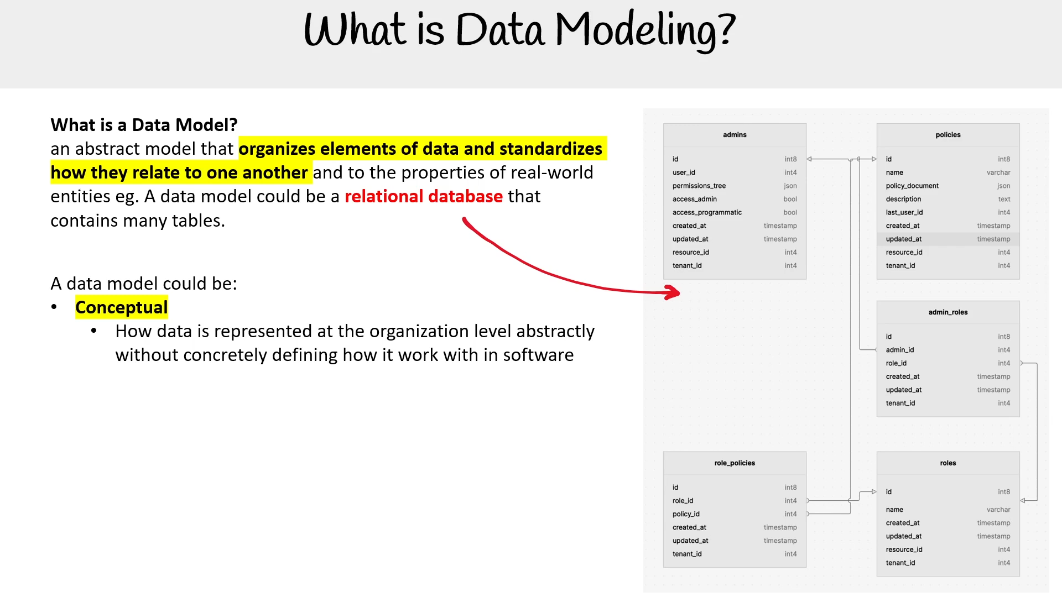 What is Data Modeling?
What is a Data Model?
an abstract model that organizes elements of data and standardizes
how they relate to one another and to the properties of real-world
entities eg. A data model could be a relational database that
contains many tables.
A data model could be:
• Conceptual
• How data is represented at the organization level abstractly
without concretely defining how it work with in software
admins
id int8
user_id int4
permissions_tree json
access_admin bool
access_programmatic bool
created_at timestamp
updated_at timestamp
resource_id int4
tenant_id int4
policies
id int8
name varchar
policy_document json
description text
last_user_id int4
created_at timestamp
updated_at timestamp
resource_id int4
tenant_id int4
admin_roles
id int8
admin_id int4
role_id int4
created_at timestamp
updated_at timestamp
tenant_id int4
role_policies
id int8
role_id int4
policy_id int4
created_at timestamp
updated_at timestamp
tenant_id int4
roles
id int8
name varchar
created_at timestamp
updated_at timestamp
resource_id int4
tenant_id int4